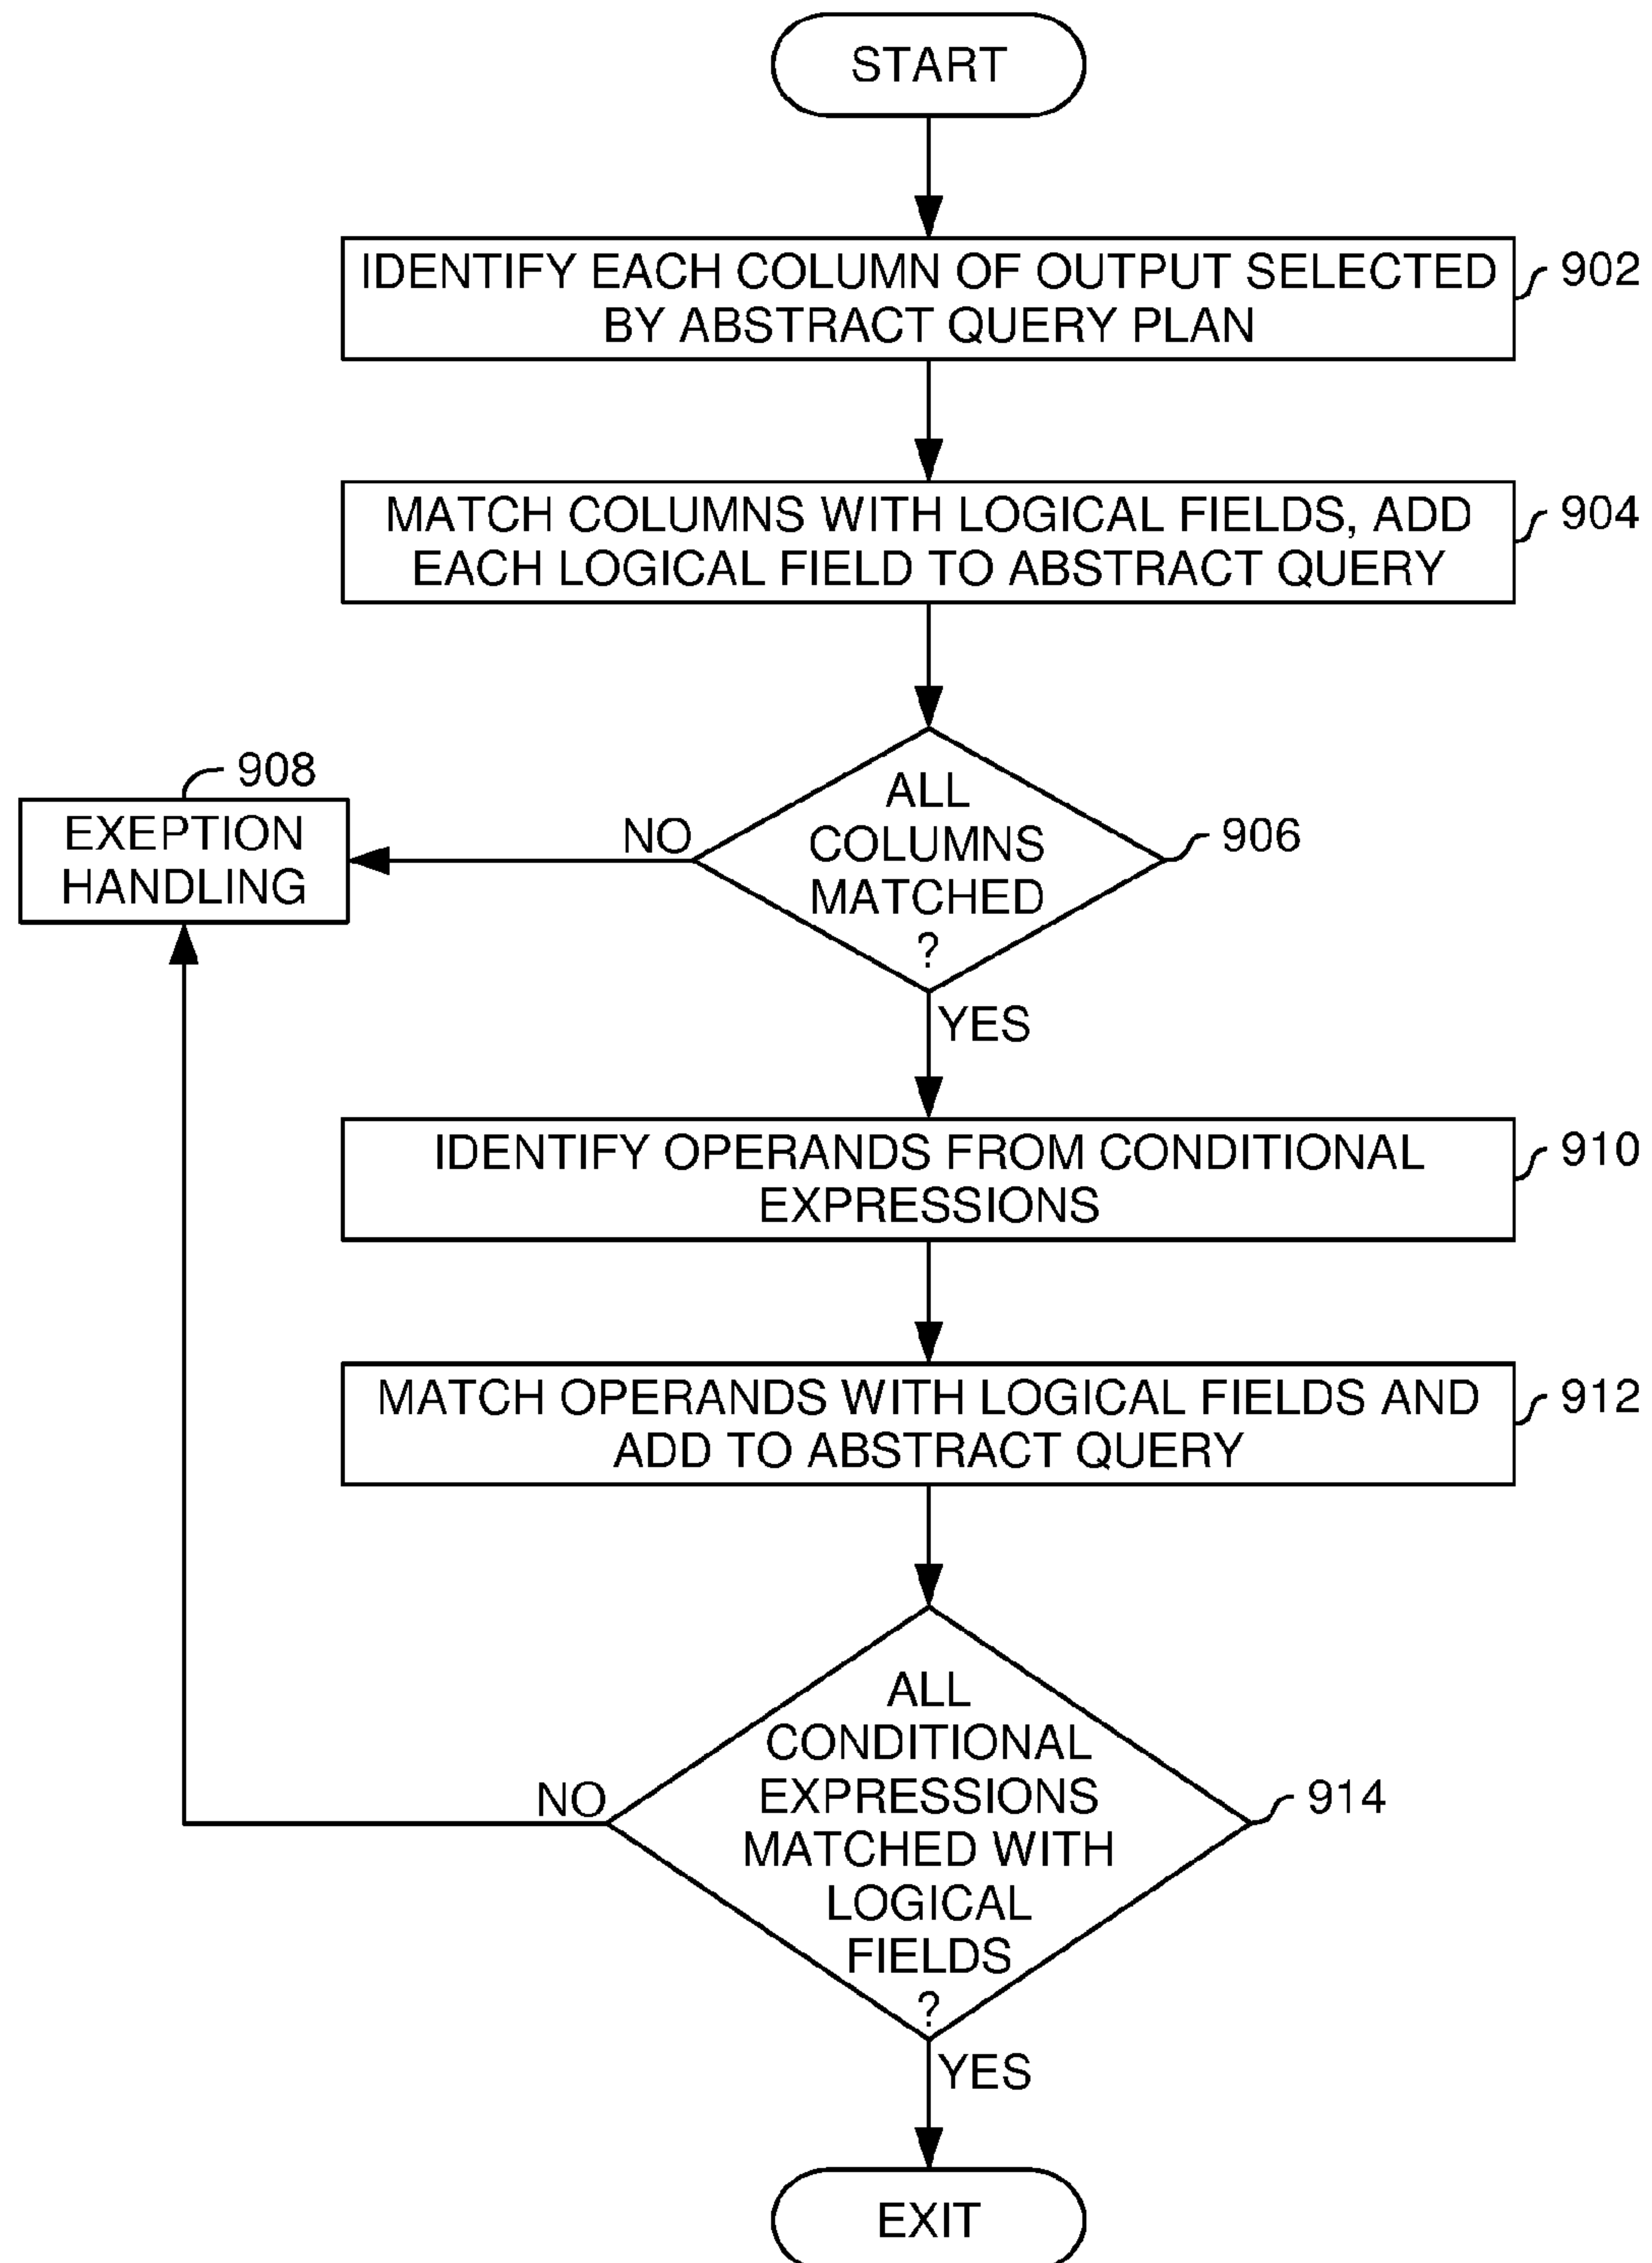 START
IDENTIFY EACH COLUMN OF OUTPUT SELECTED
BY ABSTRACT QUERY PLAN
902
MATCH COLUMNS WITH LOGICAL FIELDS, ADD
EACH LOGICAL FIELD TO ABSTRACT QUERY
904
908
EXEPTION
HANDLING
NO
ALL
COLUMNS
MATCHED
?
906
YES
IDENTIFY OPERANDS FROM CONDITIONAL
EXPRESSIONS
910
MATCH OPERANDS WITH LOGICAL FIELDS AND
ADD TO ABSTRACT QUERY
912
NO
ALL
CONDITIONAL
EXPRESSIONS
MATCHED WITH
LOGICAL
FIELDS
?
914
YES
EXIT